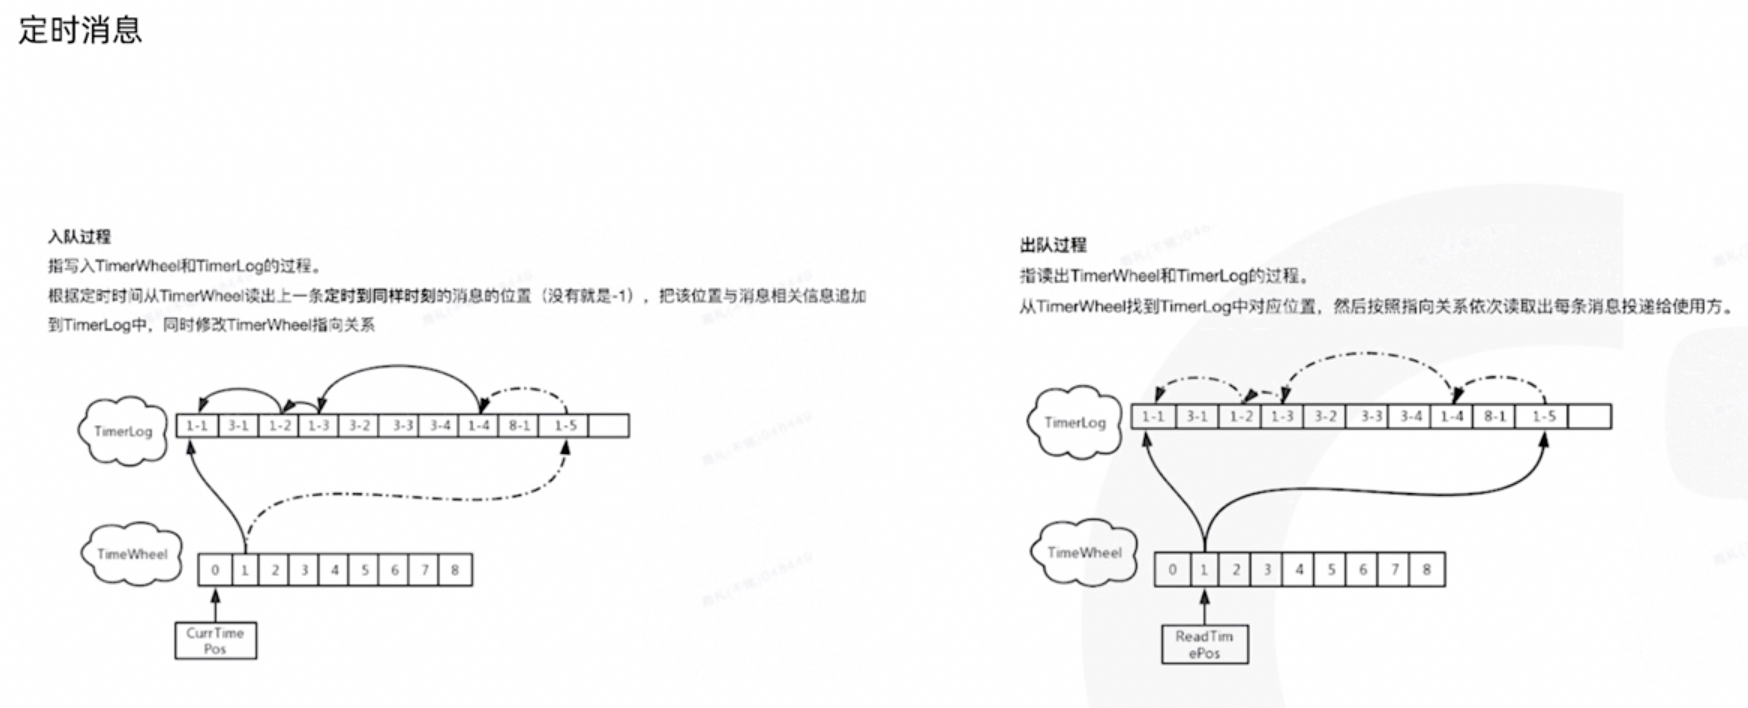 定时消息
入队过程
指写入TimerWheel和TimerLog的过程。
根据定时时间从TimerWheel读出上一条定时到同样时刻的消息的位置（没有就是-1），把该位置与消息相关信息追加
到TimerLog中，同时修改TimerWheel指向关系
TimerLog
1-1 3-1 1-2 1-3 3-2 3-3 3-4 1-4 8-1 1-5
TimeWheel
0 1 2 3 4 5 6 7 8
CurrTime
Pos
出队过程
指读出TimerWheel和TimerLog的过程。
从TimerWheel找到TimerLog中对应位置，然后按照指向关系依次读取出每条消息投递给使用方。
TimerLog
1-1 3-1 1-2 1-3 3-2 3-3 3-4 1-4 8-1 1-5
TimeWheel
0 1 2 3 4 5 6 7 8
ReadTim
ePos